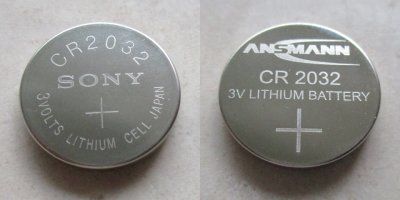 CR2032
SONY
+
3VOLTS LITHIUM CELL JAPAN
ANSMANN
CR 2032
3V LITHIUM BATTERY
+